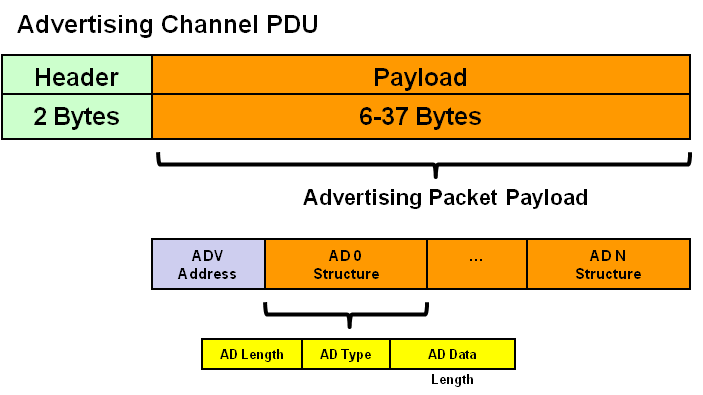 Advertising Channel PDU
Header Payload
2 Bytes 6-37 Bytes
Advertising Packet Payload
ADV Address AD 0 Structure ... AD N Structure
AD Length AD Type AD Data
Length